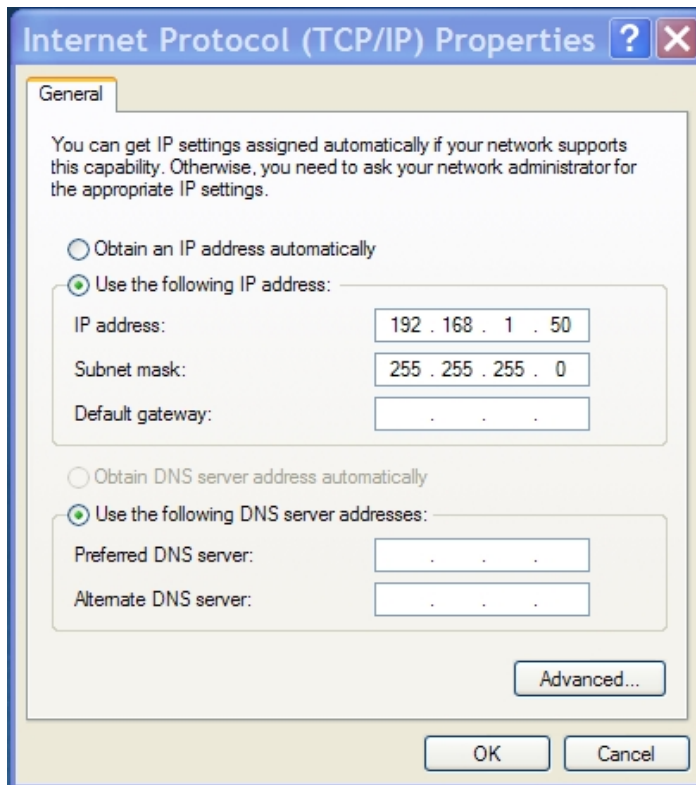 Internet Protocol (TCP/IP) Properties ? X
General
You can get IP settings assigned automatically if your network supports
this capability. Otherwise, you need to ask your network administrator for
the appropriate IP settings.
Obtain an IP address automatically
Use the following IP address:
IP address: 192 . 168 . 1 . 50
Subnet mask: 255 . 255 . 255 . 0
Default gateway: . . .
Obtain DNS server address automatically
Use the following DNS server addresses:
Preferred DNS server: . . .
Alternate DNS server: . . .
Advanced...
OK Cancel